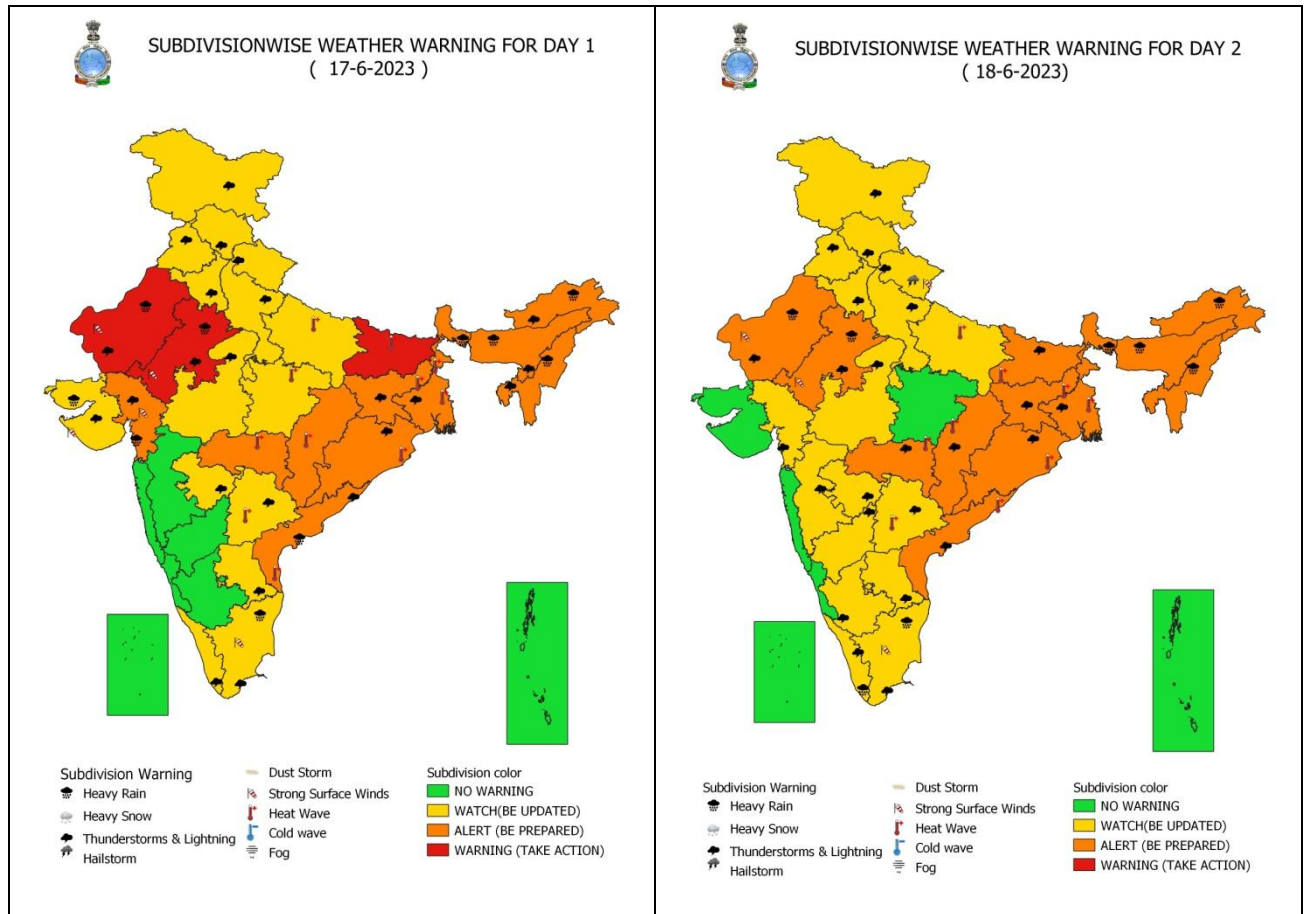 SUBDIVISIONWISE WEATHER WARNING FOR DAY 1
( 17-6-2023 )
Subdivision Warning
Heavy Rain
Heavy Snow
Thunderstorms & Lightning
Hailstorm
Dust Storm
Strong Surface Winds
Heat Wave
Cold wave
Fog
Subdivision color
NO WARNING
WATCH(BE UPDATED)
ALERT (BE PREPARED)
WARNING (TAKE ACTION)
SUBDIVISIONWISE WEATHER WARNING FOR DAY 2
( 18-6-2023)
Subdivision Warning
Heavy Rain
Heavy Snow
Thunderstorms & Lightning
Hailstorm
Dust Storm
Strong Surface Winds
Heat Wave
Cold wave
Fog
Subdivision color
NO WARNING
WATCH(BE UPDATED)
ALERT (BE PREPARED)
WARNING (TAKE ACTION)